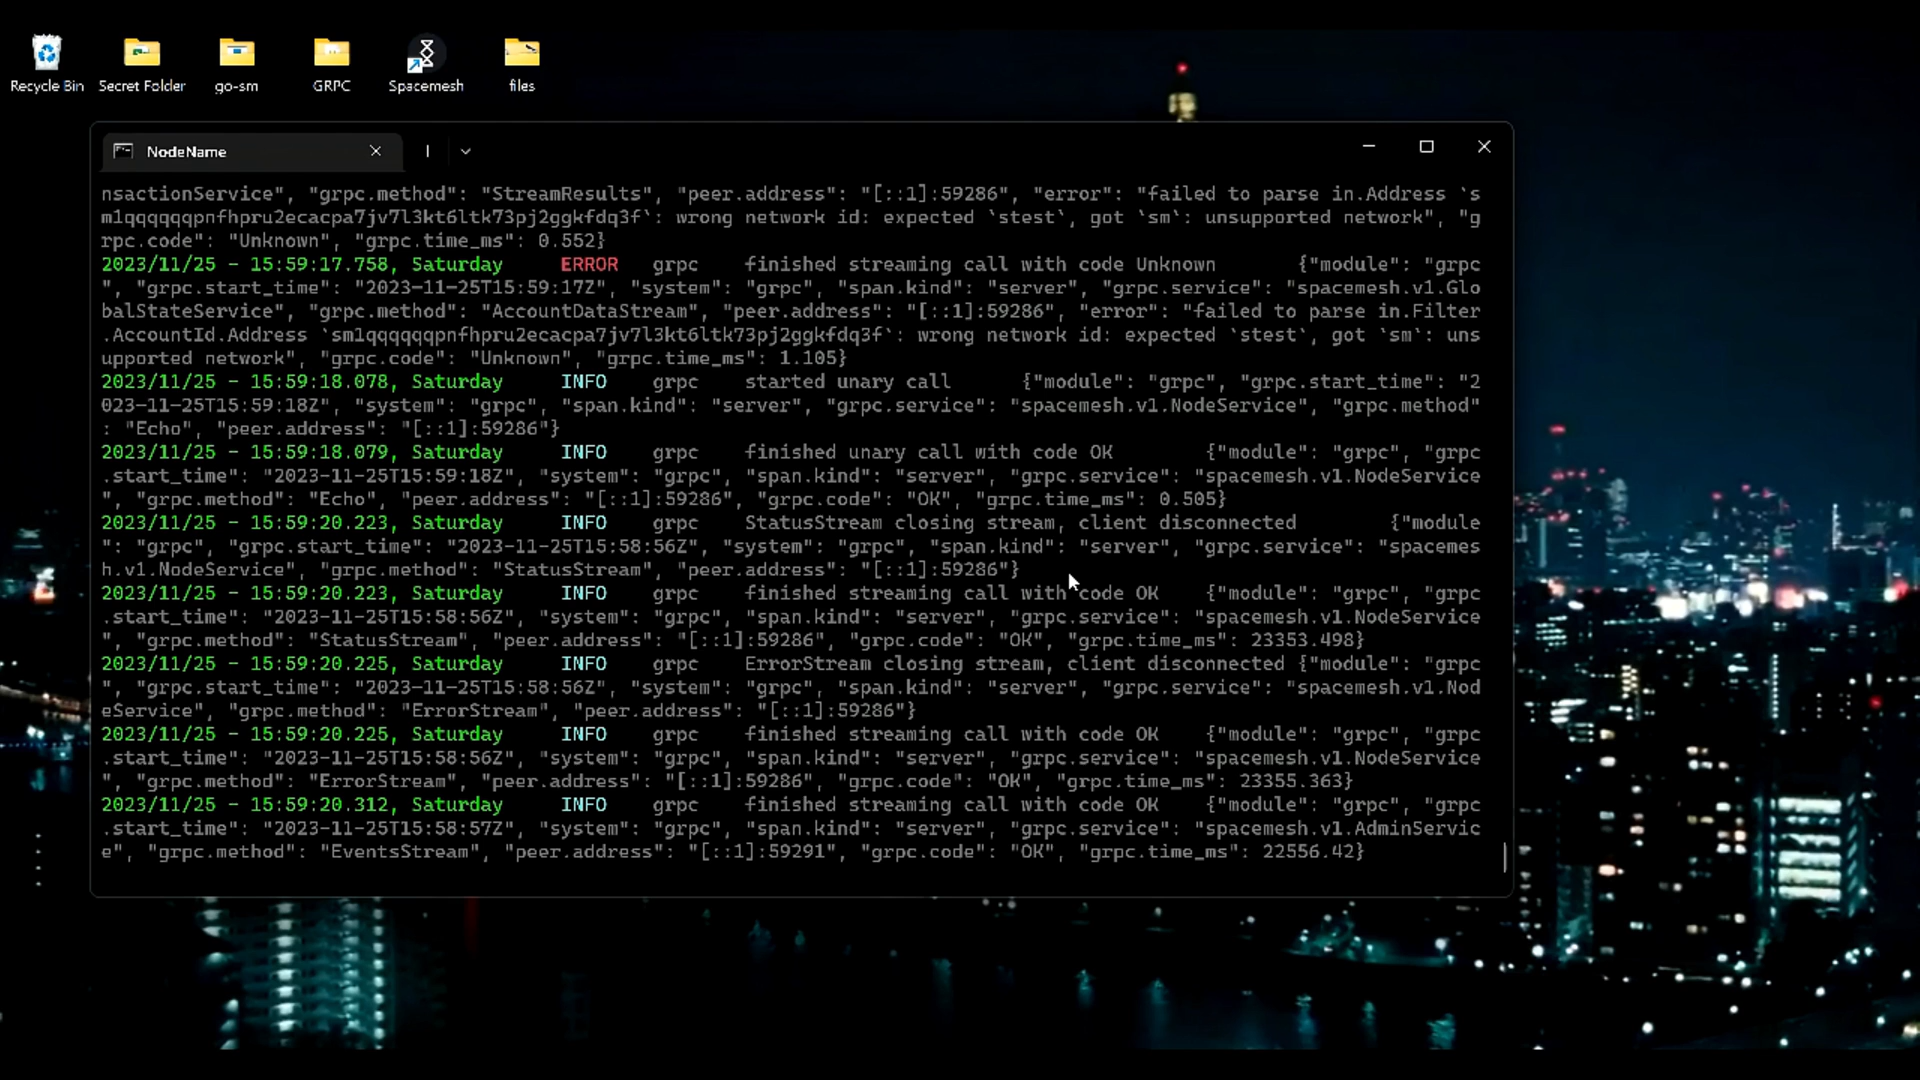 Recycle Bin
Secret Folder
go-sm
GRPC
Spacemesh
files
NodeName
nsactionService", "grpc.method": "StreamResults", "peer.address": "[::1]:59286", "error": "failed to parse in.Address `s
m1qqqqqqpnfhpru2ecacpa7jv7l3kt6ltk73pj2ggkfdq3f`: wrong network id: expected `stest`, got `sm`: unsupported network", "g
rpc.code": "Unknown", "grpc.time_ms": 0.552}
2023/11/25 - 15:59:17.758, Saturday ERROR grpc finished streaming call with code Unknown {"module": "grpc
", "grpc.start_time": "2023-11-25T15:59:17Z", "system": "grpc", "span.kind": "server", "grpc.service": "spacemesh.v1.Glo
balStateService", "grpc.method": "AccountDataStream", "peer.address": "[::1]:59286", "error": "failed to parse in.Filter
.AccountId.Address `sm1qqqqqqpnfhpru2ecacpa7jv7l3kt6ltk73pj2ggkfdq3f`: wrong network id: expected `stest`, got `sm`: uns
upported network", "grpc.code": "Unknown", "grpc.time_ms": 1.105}
2023/11/25 - 15:59:18.078, Saturday INFO grpc started unary call {"module": "grpc", "grpc.start_time": "2
023-11-25T15:59:18Z", "system": "grpc", "span.kind": "server", "grpc.service": "spacemesh.v1.NodeService", "grpc.method"
: "Echo", "peer.address": "[::1]:59286"}
2023/11/25 - 15:59:18.079, Saturday INFO grpc finished unary call with code OK {"module": "grpc", "grpc
.start_time": "2023-11-25T15:59:18Z", "system": "grpc", "span.kind": "server", "grpc.service": "spacemesh.v1.NodeService
", "grpc.method": "Echo", "peer.address": "[::1]:59286", "grpc.code": "OK", "grpc.time_ms": 0.505}
2023/11/25 - 15:59:20.223, Saturday INFO grpc StatusStream closing stream, client disconnected {"module
": "grpc", "grpc.start_time": "2023-11-25T15:58:56Z", "system": "grpc", "span.kind": "server", "grpc.service": "spacemes
h.v1.NodeService", "grpc.method": "StatusStream", "peer.address": "[::1]:59286"}
2023/11/25 - 15:59:20.223, Saturday INFO grpc finished streaming call with code OK {"module": "grpc", "grpc
.start_time": "2023-11-25T15:58:56Z", "system": "grpc", "span.kind": "server", "grpc.service": "spacemesh.v1.NodeService
", "grpc.method": "StatusStream", "peer.address": "[::1]:59286", "grpc.code": "OK", "grpc.time_ms": 23353.498}
2023/11/25 - 15:59:20.225, Saturday INFO grpc ErrorStream closing stream, client disconnected {"module": "grpc
", "grpc.start_time": "2023-11-25T15:58:56Z", "system": "grpc", "span.kind": "server", "grpc.service": "spacemesh.v1.Nod
eService", "grpc.method": "ErrorStream", "peer.address": "[::1]:59286"}
2023/11/25 - 15:59:20.225, Saturday INFO grpc finished streaming call with code OK {"module": "grpc", "grpc
.start_time": "2023-11-25T15:58:56Z", "system": "grpc", "span.kind": "server", "grpc.service": "spacemesh.v1.NodeService
", "grpc.method": "ErrorStream", "peer.address": "[::1]:59286", "grpc.code": "OK", "grpc.time_ms": 23355.363}
2023/11/25 - 15:59:20.312, Saturday INFO grpc finished streaming call with code OK {"module": "grpc", "grpc
.start_time": "2023-11-25T15:58:57Z", "system": "grpc", "span.kind": "server", "grpc.service": "spacemesh.v1.AdminServic
e", "grpc.method": "EventsStream", "peer.address": "[::1]:59291", "grpc.code": "OK", "grpc.time_ms": 22556.42}